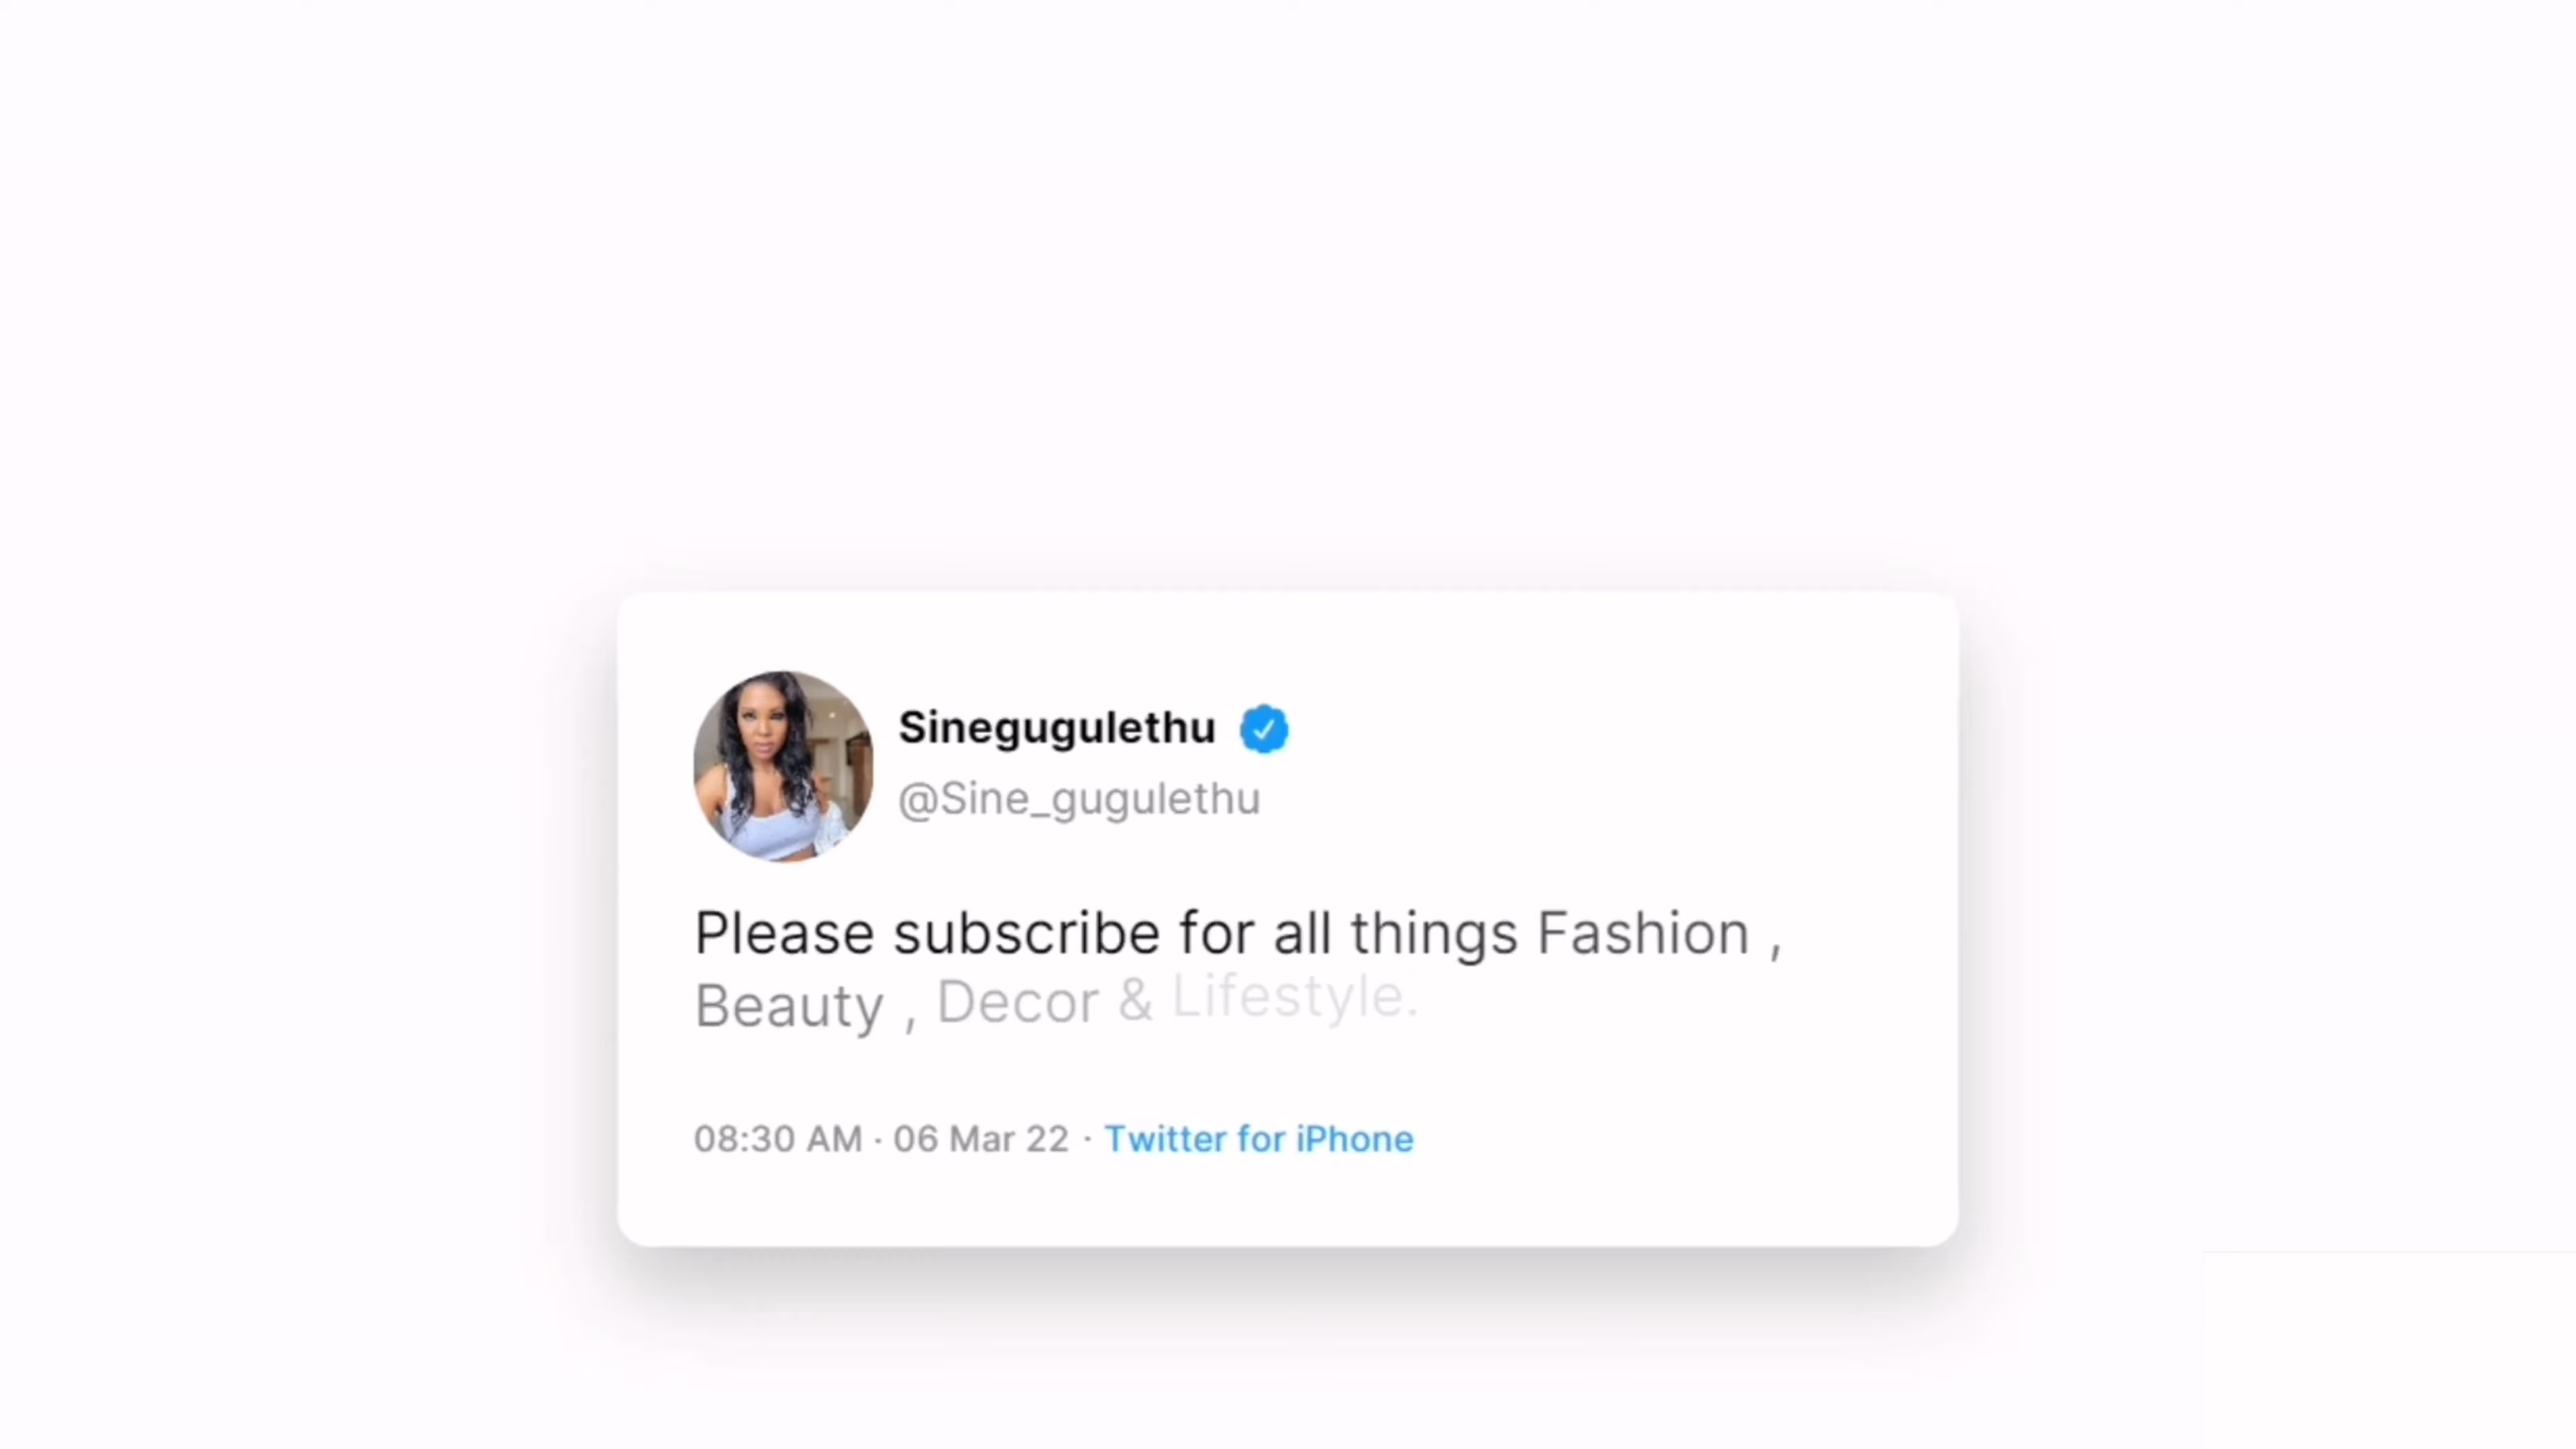 Sinegugulethu
@Sine_gugulethu
Please subscribe for all things Fashion ,
Beauty , Decor & Lifestyle.
08:30 AM · 06 Mar 22 · Twitter for iPhone